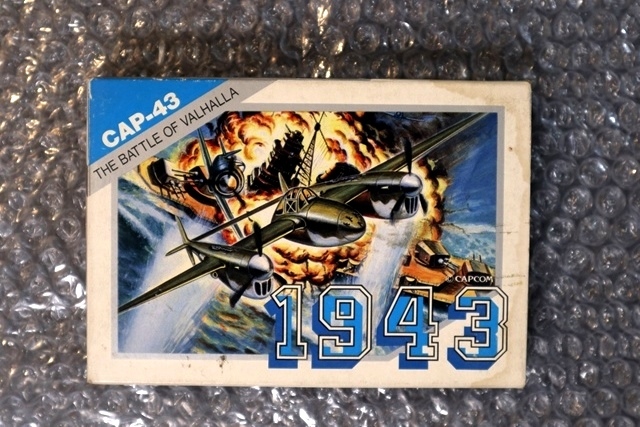 CAP-43
THE BATTLE OF VALHALLA
© CAPCOM
1943